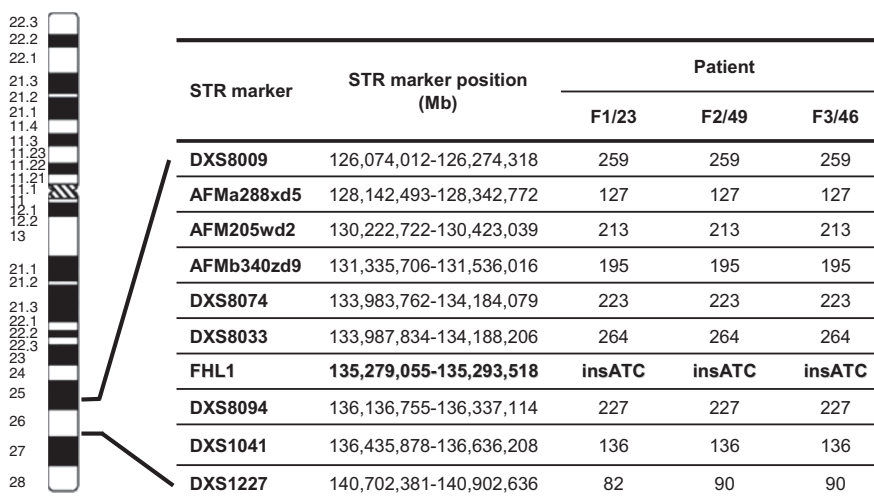 22.3
22.2
22.1
21.3
21.2
21.1
11.4
11.3
11.23
11.22
11.21
11.1
11
12.1
12.2
13
21.1
21.2
21.3
22.1
22.2
22.3
23
24
25
26
27
28
STR marker STR marker position (Mb) Patient
F1/23 F2/49 F3/46
DXS8009 126,074,012-126,274,318 259 259 259
AFMa288xd5 128,142,493-128,342,772 127 127 127
AFM205wd2 130,222,722-130,423,039 213 213 213
AFMb340zd9 131,335,706-131,536,016 195 195 195
DXS8074 133,983,762-134,184,079 223 223 223
DXS8033 133,987,834-134,188,206 264 264 264
FHL1 135,279,055-135,293,518 insATC insATC insATC
DXS8094 136,136,755-136,337,114 227 227 227
DXS1041 136,435,878-136,636,208 136 136 136
DXS1227 140,702,381-140,902,636 82 90 90